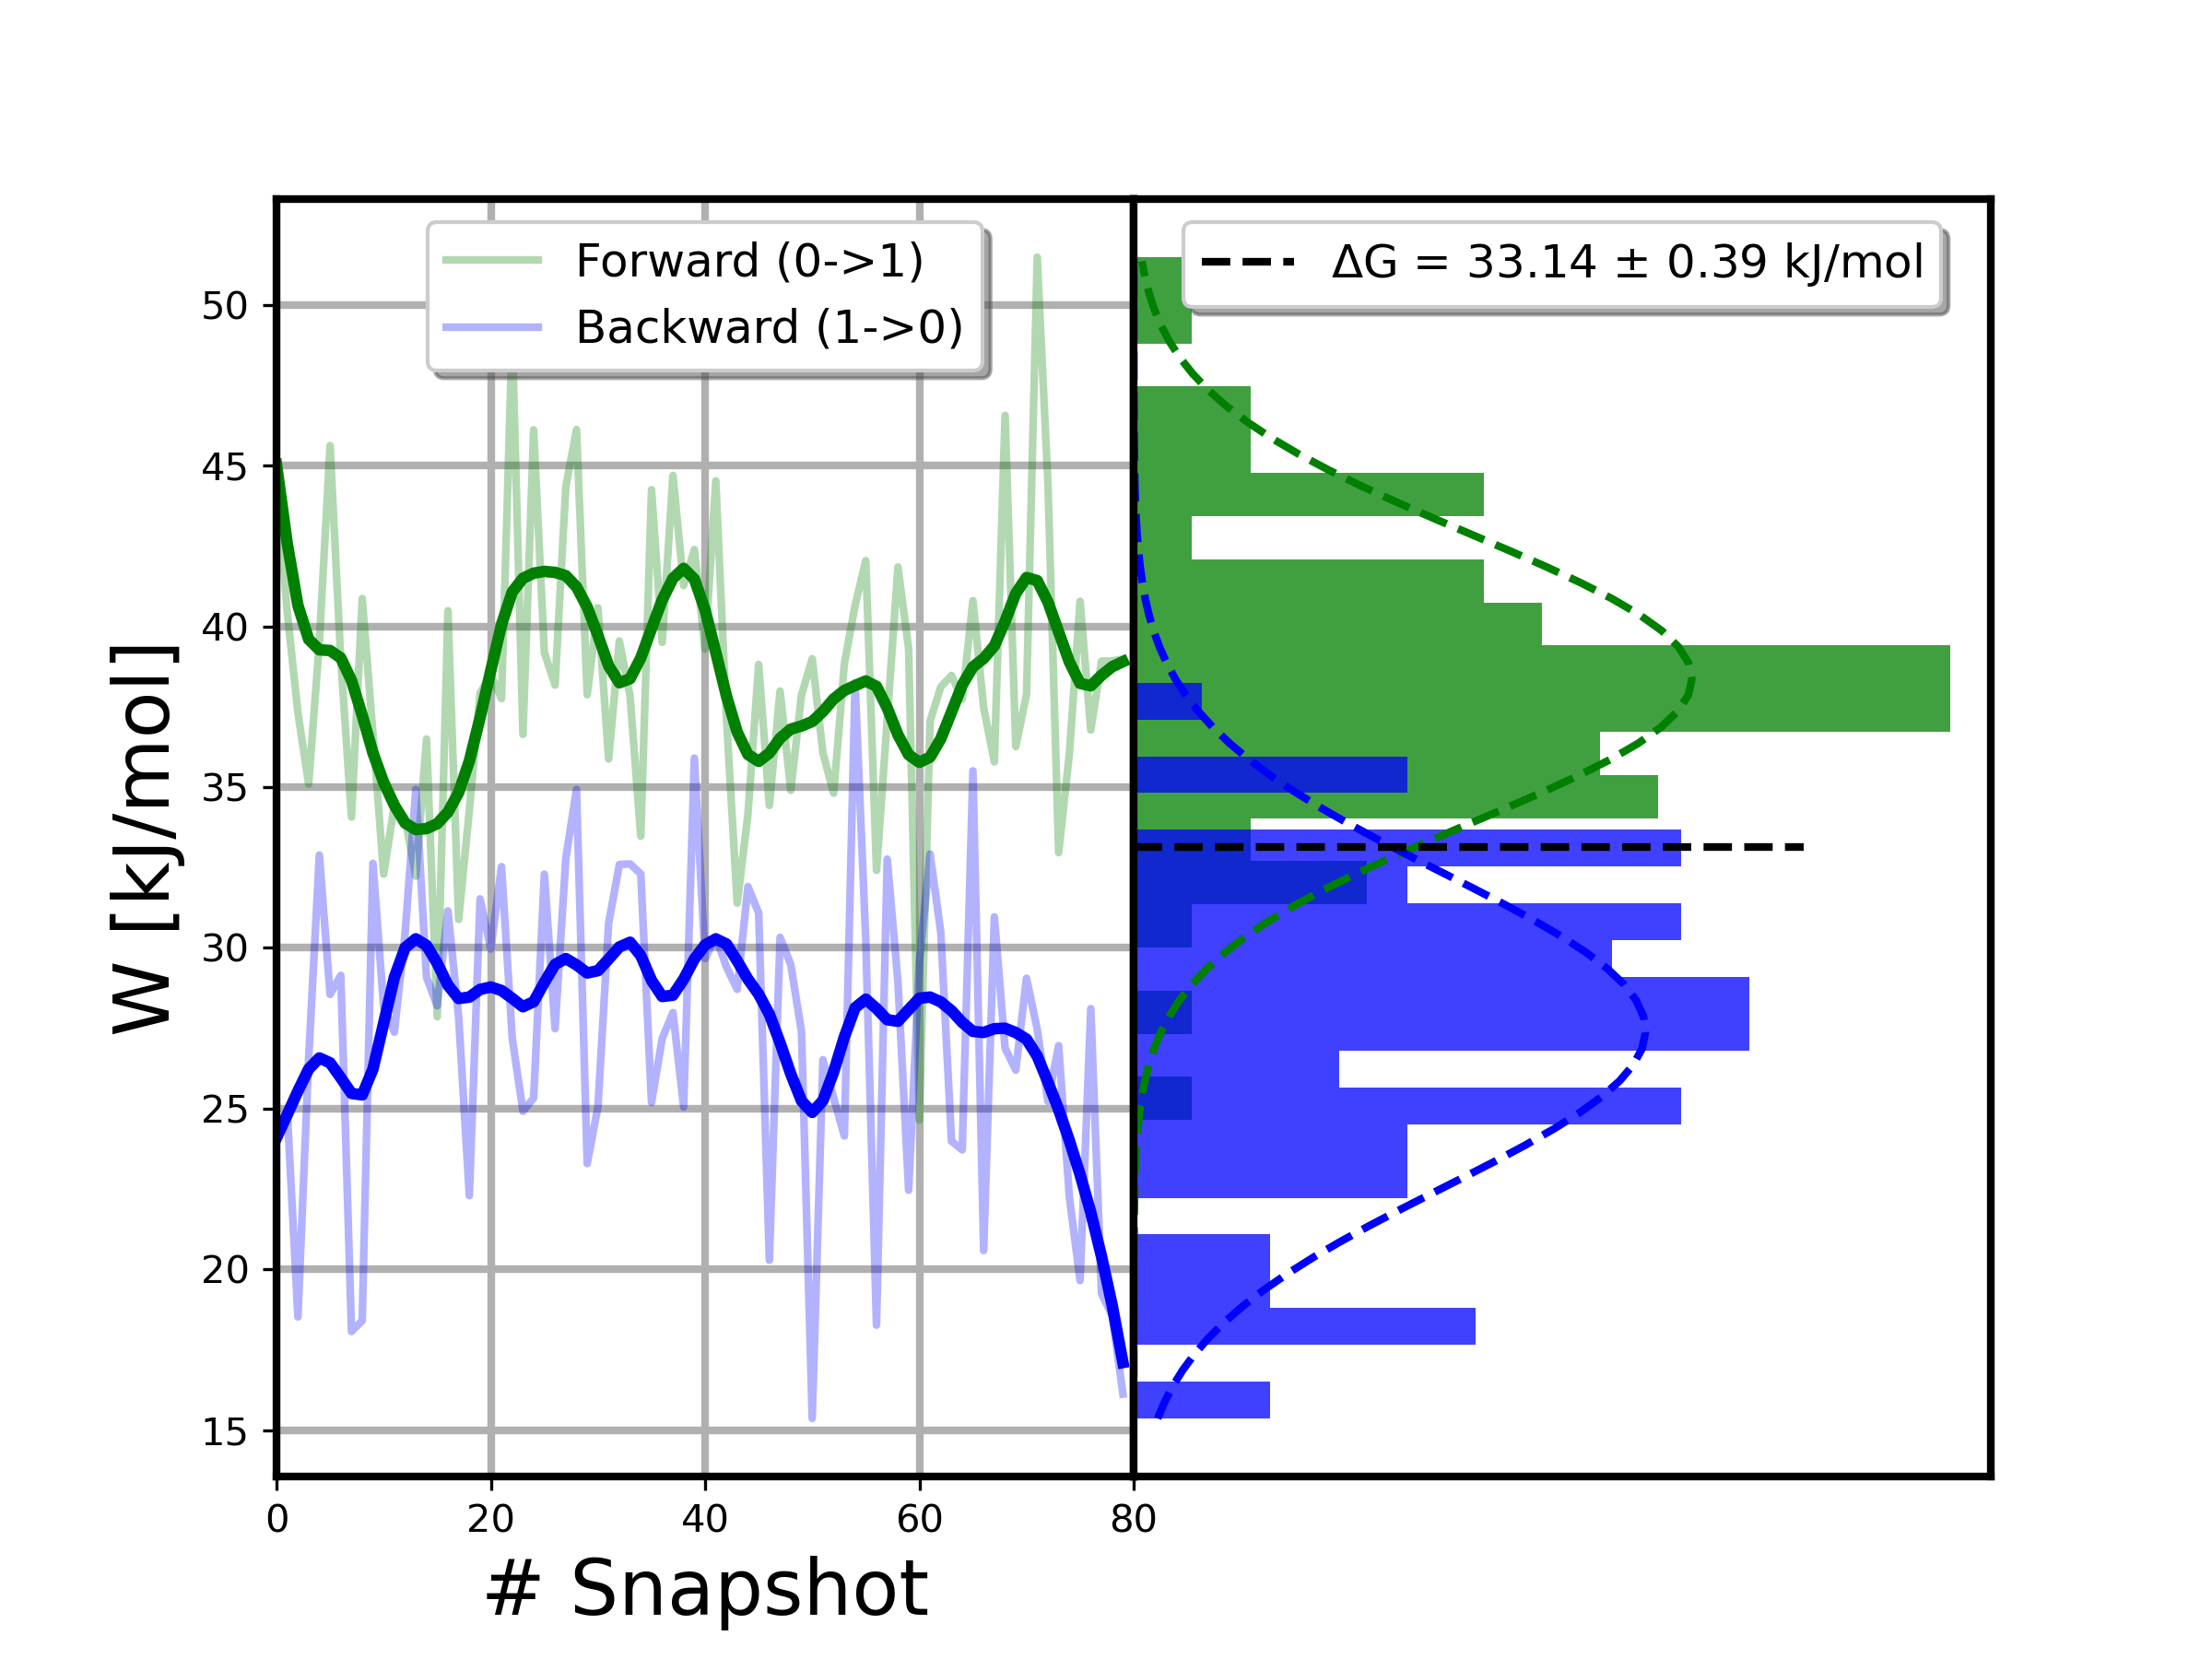 Forward (0->1)
Backward (1->0)
ΔG = 33.14 ± 0.39 kJ/mol
W [kJ/mol]
50
45
40
35
30
25
20
15
0 20 40 60 80
# Snapshot